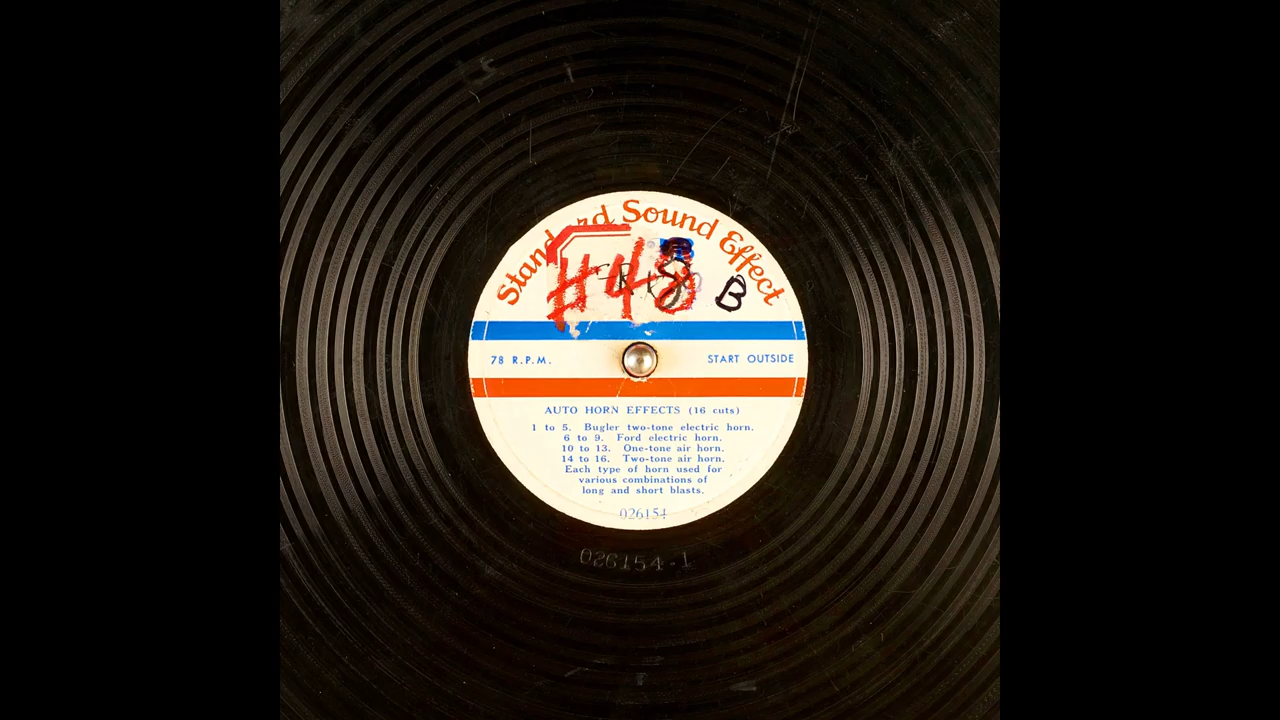 Standard Sound Effect
#48
B
78 R.P.M.
START OUTSIDE
AUTO HORN EFFECTS (16 cuts)
1 to 5. Bugler two-tone electric horn.
6 to 9. Ford electric horn.
10 to 13. One-tone air horn.
14 to 16. Two-tone air horn.
Each type of horn used for
various combinations of
long and short blasts.
026154
026154-1